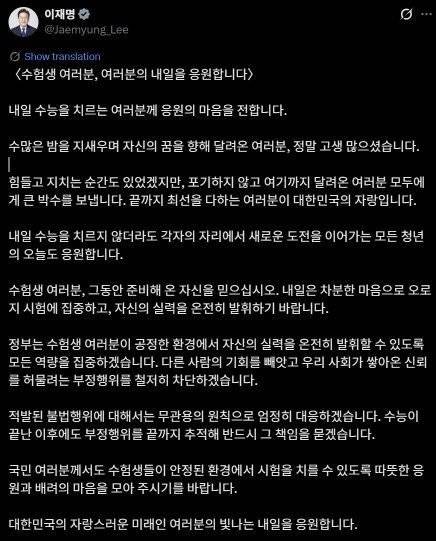 이재명
@Jaemyung_Lee
Show translation
〈수험생 여러분, 여러분의 내일을 응원합니다〉
내일 수능을 치르는 여러분께 응원의 마음을 전합니다.
수많은 밤을 지새우며 자신의 꿈을 향해 달려온 여러분, 정말 고생 많으셨습니다.
힘들고 지치는 순간도 있었겠지만, 포기하지 않고 여기까지 달려온 여러분 모두에
게 큰 박수를 보냅니다. 끝까지 최선을 다하는 여러분이 대한민국의 자랑입니다.
내일 수능을 치르지 않더라도 각자의 자리에서 새로운 도전을 이어가는 모든 청년
의 오늘도 응원합니다.
수험생 여러분, 그동안 준비해 온 자신을 믿으십시오. 내일은 차분한 마음으로 오로
지 시험에 집중하고, 자신의 실력을 온전히 발휘하기 바랍니다.
정부는 수험생 여러분이 공정한 환경에서 자신의 실력을 온전히 발휘할 수 있도록
모든 역량을 집중하겠습니다. 다른 사람의 기회를 빼앗고 우리 사회가 쌓아온 신뢰
를 허물려는 부정행위를 철저히 차단하겠습니다.
적발된 불법행위에 대해서는 무관용의 원칙으로 엄정히 대응하겠습니다. 수능이
끝난 이후에도 부정행위를 끝까지 추적해 반드시 그 책임을 묻겠습니다.
국민 여러분께서도 수험생들이 안정된 환경에서 시험을 치를 수 있도록 따뜻한 응
원과 배려의 마음을 모아 주시기를 바랍니다.
대한민국의 자랑스러운 미래인 여러분의 빛나는 내일을 응원합니다.